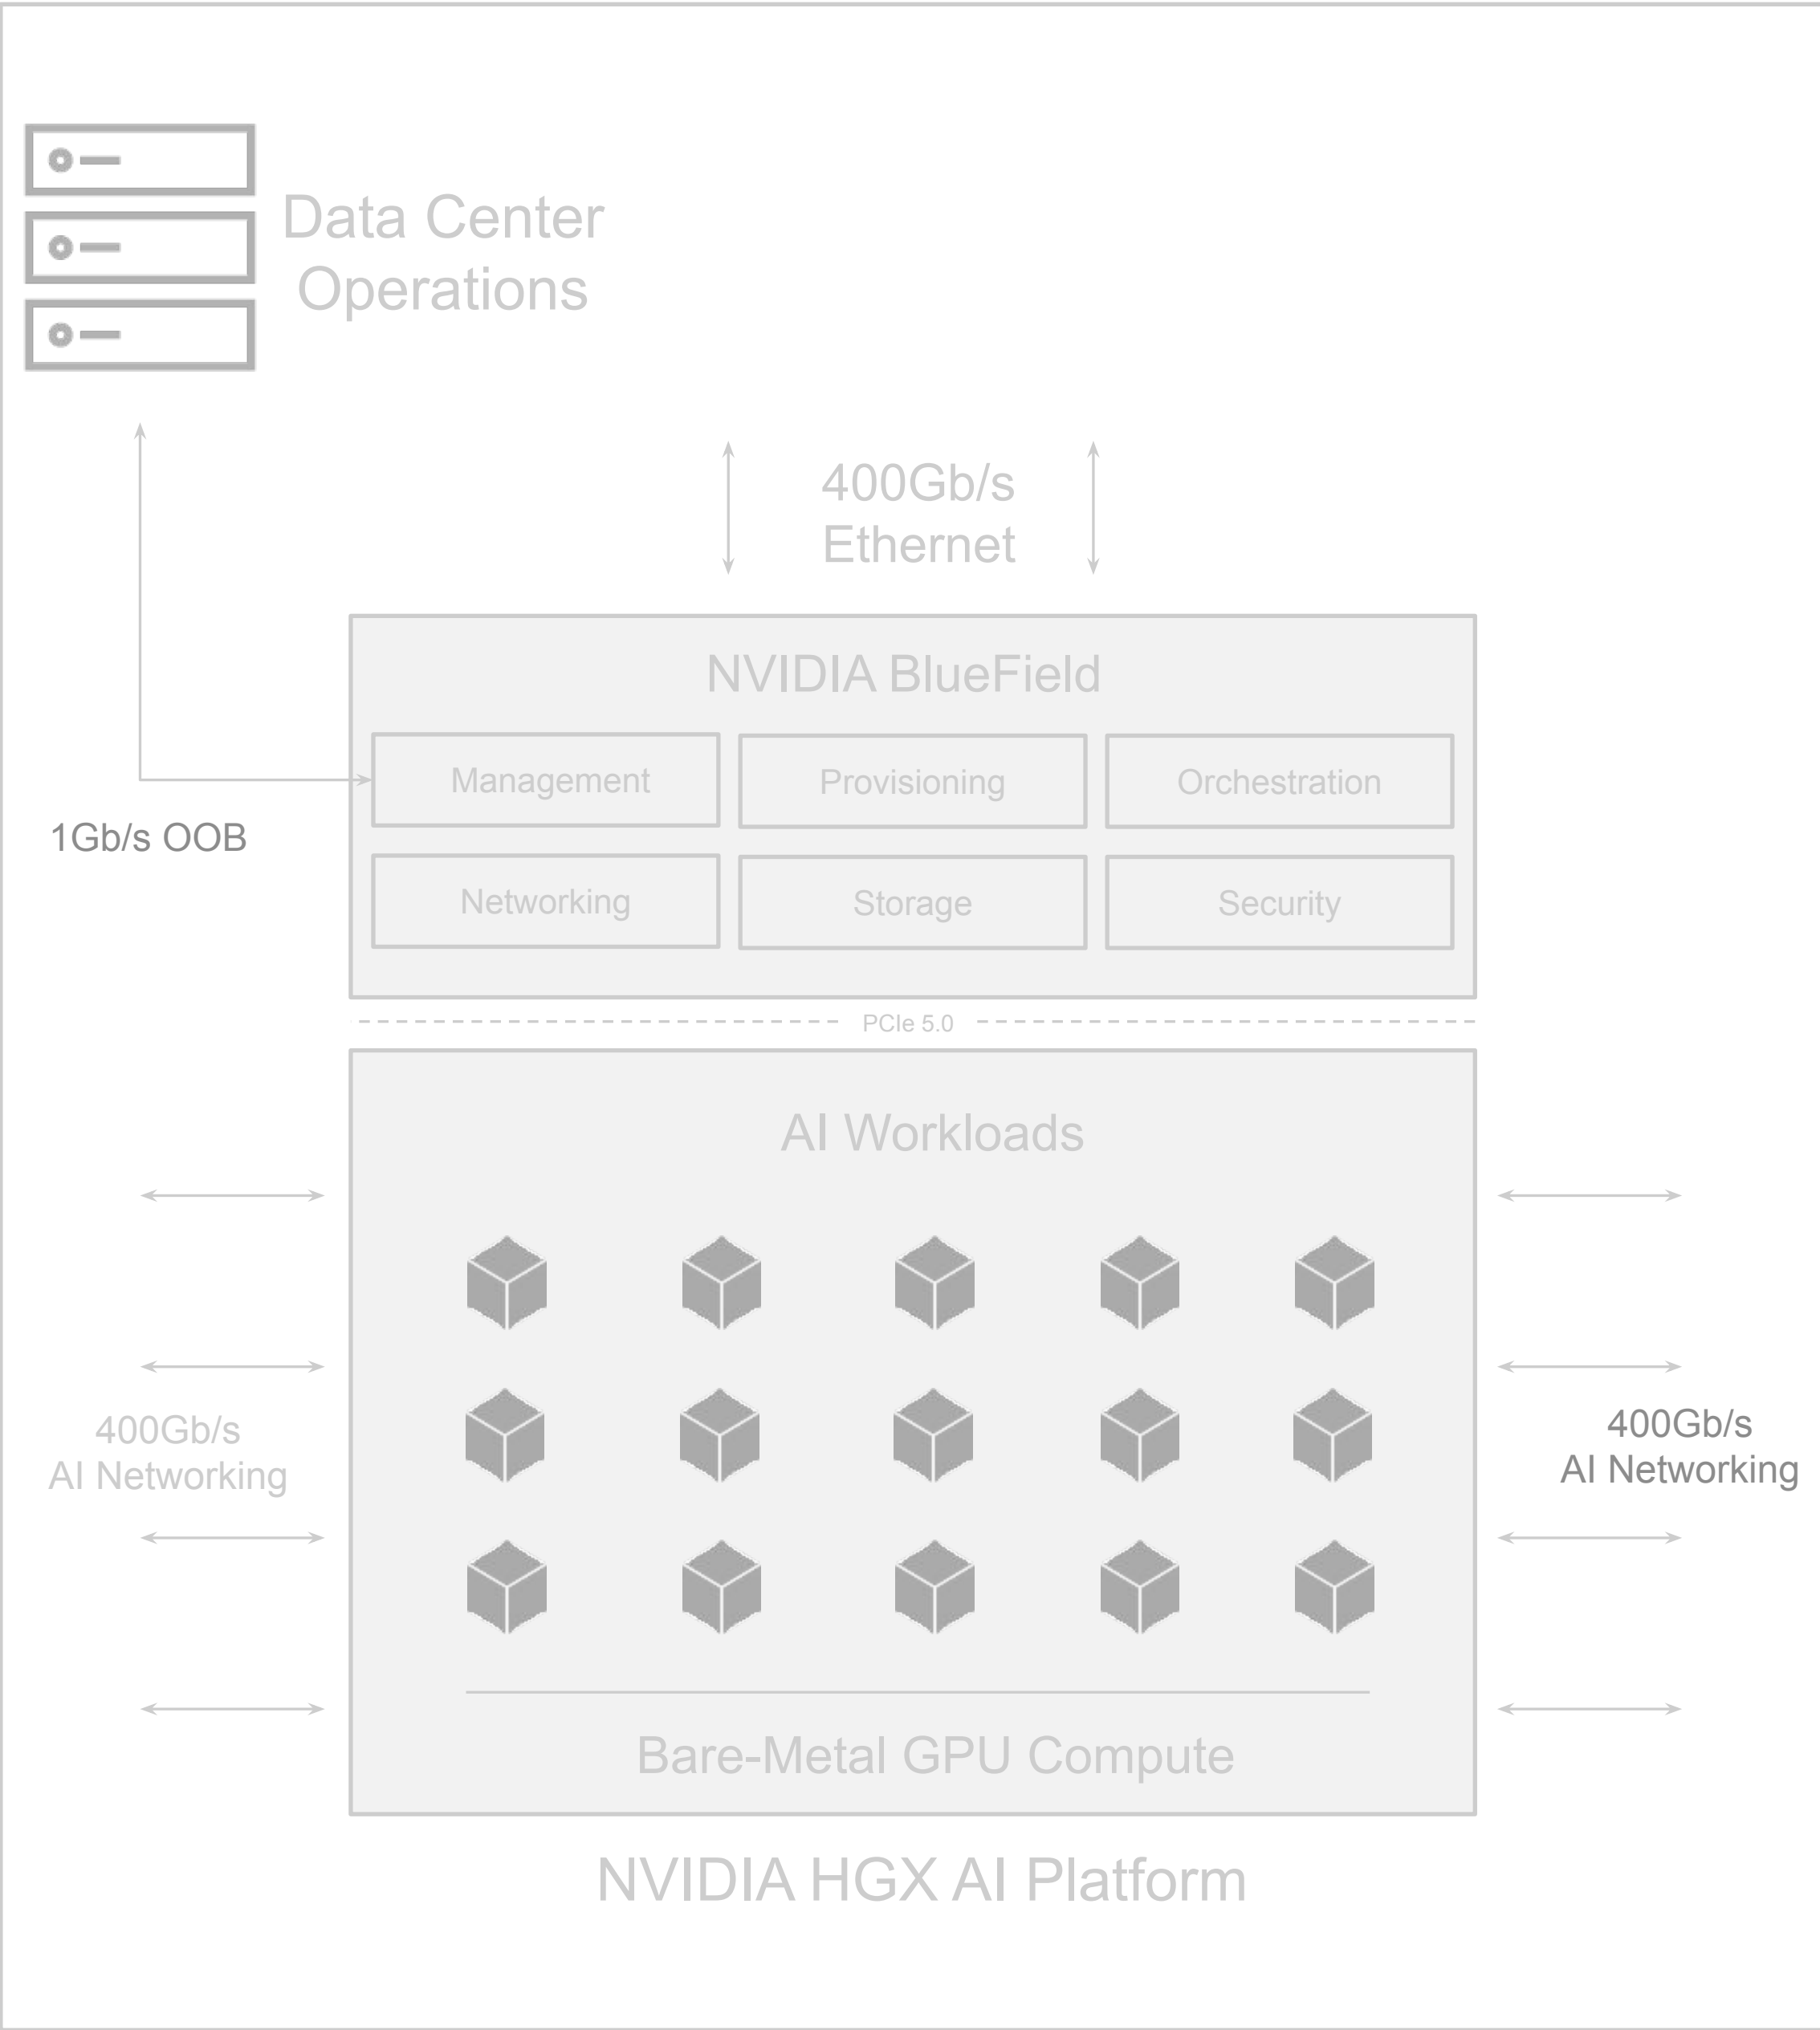 Data Center
Operations
400Gb/s
Ethernet
NVIDIA BlueField
Management
Provisioning
Orchestration
1Gb/s OOB
Networking
Storage
Security
PCIe 5.0
AI Workloads
400Gb/s
AI Networking
400Gb/s
AI Networking
Bare-Metal GPU Compute
NVIDIA HGX AI Platform